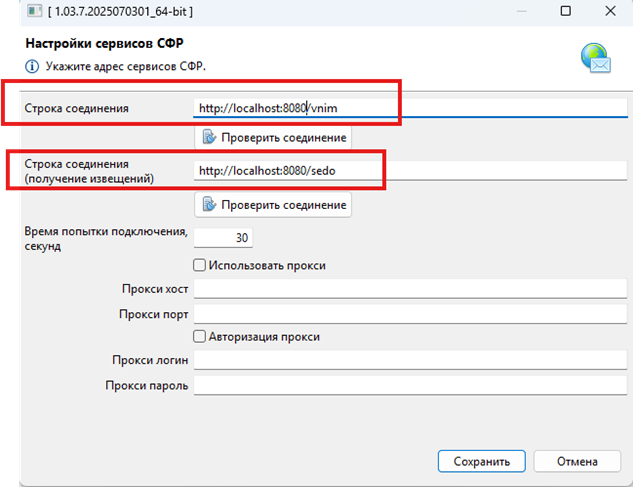 [ 1.03.7.2025070301_64-bit ]
Настройки сервисов СФР
Укажите адрес сервисов СФР.
Строка соединения http://localhost:8080/vnim
Проверить соединение
Строка соединения
(получение извещений) http://localhost:8080/sedo
Проверить соединение
Время попытки подключения,
секунд 30
Использовать прокси
Прокси хост
Прокси порт
Авторизация прокси
Прокси логин
Прокси пароль
Сохранить Отмена